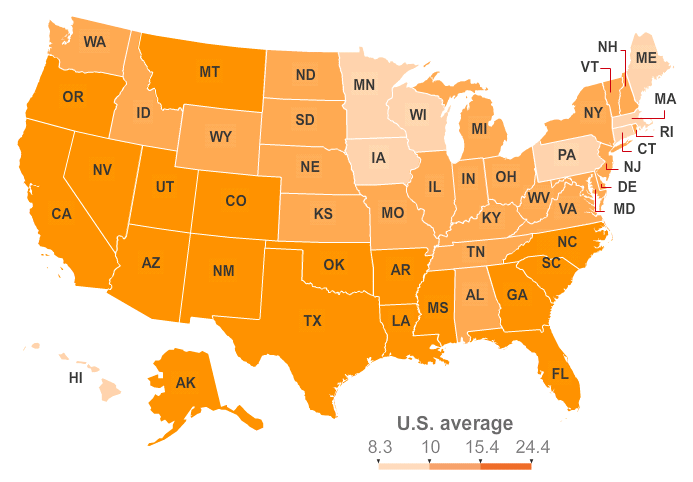 NH
WA
ME
VT
MT
ND
MN
OR
MA
ID
SD
WI
NY
MI
RI
WY
CT
IA
PA
NE
NJ
NV
OH
IN
IL
DE
UT
WV
CO
MD
VA
CA
KS
MO
KY
NC
TN
AZ
OK
SC
NM
AR
AL
GA
MS
TX
LA
FL
HI
AK
U.S. average
8.3 10 15.4 24.4